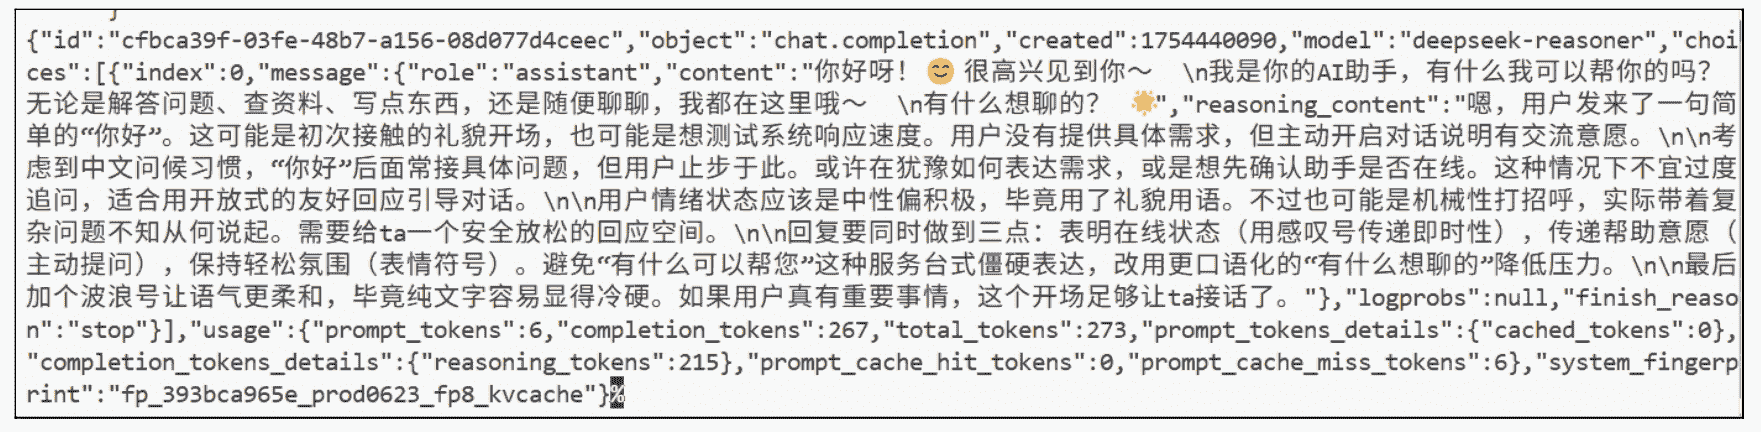 }
{"id":"cfbca39f-03fe-48b7-a156-08d077d4ceec","object":"chat.completion","created":1754440090,"model":"deepseek-reasoner","choi
ces":[{"index":0,"message":{"role":"assistant","content":"你好呀！😊 很高兴见到你～  \n我是你的AI助手，有什么我可以帮你的吗？
无论是解答问题、查资料、写点东西，还是随便聊聊，我都在这里哦～  \n有什么想聊的？ 🌟","reasoning_content":"嗯，用户发来了一句简
单的“你好”。这可能是初次接触的礼貌开场，也可能是想测试系统响应速度。用户没有提供具体需求，但主动开启对话说明有交流意愿。\n\n考
虑到中文问候习惯，“你好”后面常接具体问题，但用户止步于此。或许在犹豫如何表达需求，或是想先确认助手是否在线。这种情况下不宜过度
追问，适合用开放式的友好回应引导对话。\n\n用户情绪状态应该是中性偏积极，毕竟用了礼貌用语。不过也可能是机械性打招呼，实际带着复
杂问题不知从何说起。需要给ta一个安全放松的回应空间。\n\n回复要同时做到三点：表明在线状态（用感叹号传递即时性），传递帮助意愿（
主动提问），保持轻松氛围（表情符号）。避免“有什么可以帮您”这种服务台式僵硬表达，改用更口语化的“有什么想聊的”降低压力。\n\n最后
加个波浪号让语气更柔和，毕竟纯文字容易显得冷硬。如果用户真有重要事情，这个开场足够让ta接话了。"},"logprobs":null,"finish_reaso
n":"stop"}],"usage":{"prompt_tokens":6,"completion_tokens":267,"total_tokens":273,"prompt_tokens_details":{"cached_tokens":0},
"completion_tokens_details":{"reasoning_tokens":215},"prompt_cache_hit_tokens":0,"prompt_cache_miss_tokens":6},"system_fingerp
rint":"fp_393bca965e_prod0623_fp8_kvcache"}%